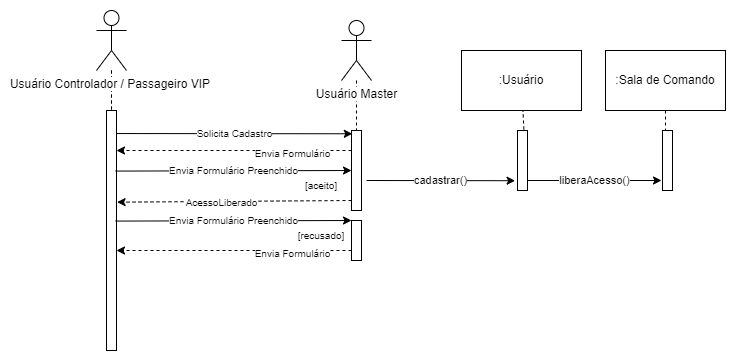 Usuário Controlador / Passageiro VIP
Usuário Master
:Usuário
:Sala de Comando
Solicita Cadastro
Envia Formulário
Envia Formulário Preenchido
[aceito]
cadastrar()
liberaAcesso()
AcessoLiberado
Envia Formulário Preenchido
[recusado]
Envia Formulário